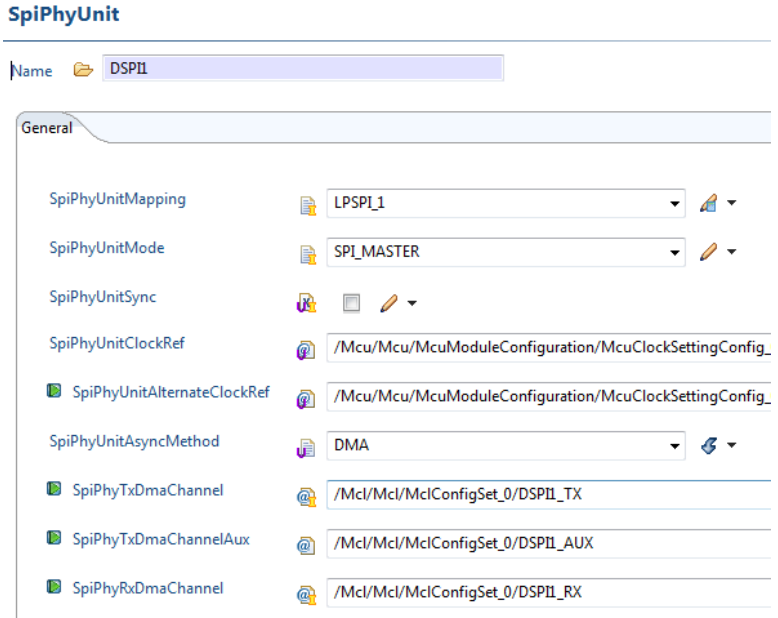 SpiPhyUnit
Name DSPI1
General
SpiPhyUnitMapping LPSPI_1
SpiPhyUnitMode SPI_MASTER
SpiPhyUnitSync
SpiPhyUnitClockRef /Mcu/Mcu/McuModuleConfiguration/McuClockSettingConfig_
SpiPhyUnitAlternateClockRef /Mcu/Mcu/McuModuleConfiguration/McuClockSettingConfig_
SpiPhyUnitAsyncMethod DMA
SpiPhyTxDmaChannel /Mcl/Mcl/MclConfigSet_0/DSPI1_TX
SpiPhyTxDmaChannelAux /Mcl/Mcl/MclConfigSet_0/DSPI1_AUX
SpiPhyRxDmaChannel /Mcl/Mcl/MclConfigSet_0/DSPI1_RX